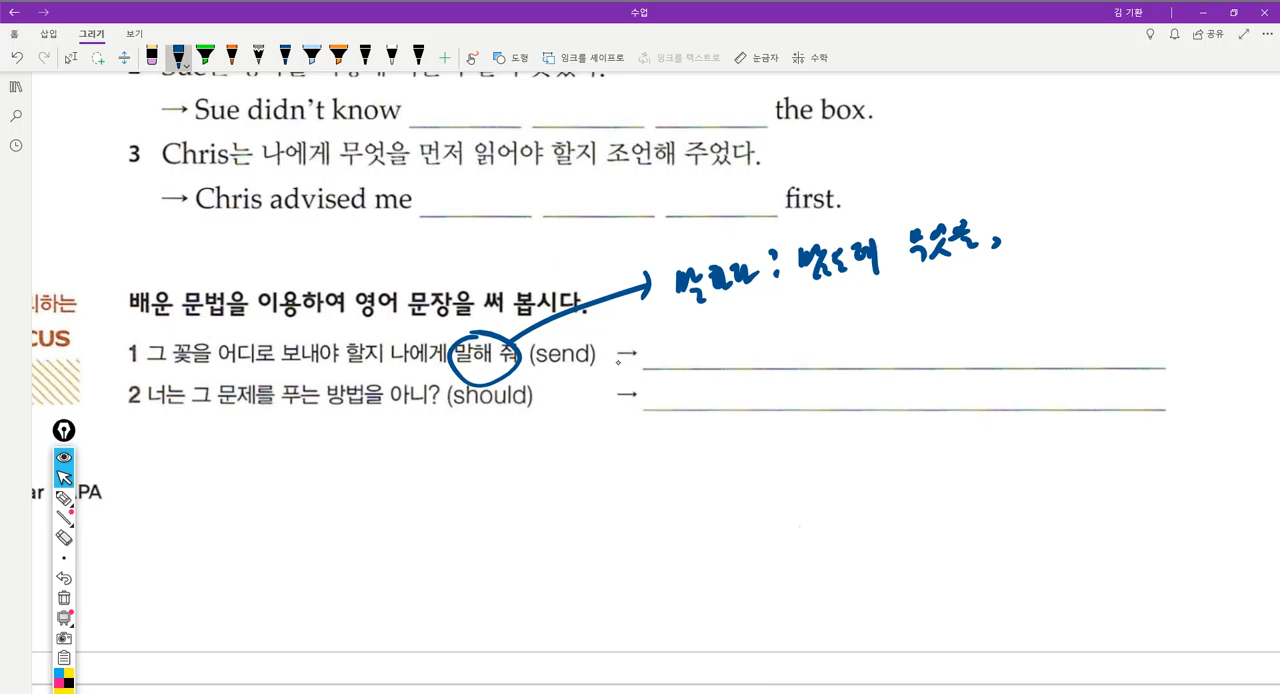 수업
김 기환
홈 삽입 그리기 보기
공유
도형 잉크를 셰이프로 잉크를 텍스트로 눈금자 수학
→ Sue didn't know the box.
3 Chris는 나에게 무엇을 먼저 읽어야 할지 조언해 주었다.
→ Chris advised me first.
무엇을,
배운 문법을 이용하여 영어 문장을 써 봅시다.
CUS
1 그 꽃을 어디로 보내야 할지 나에게 말해 줘 (send) →
2 너는 그 문제를 푸는 방법을 아니? (should) →